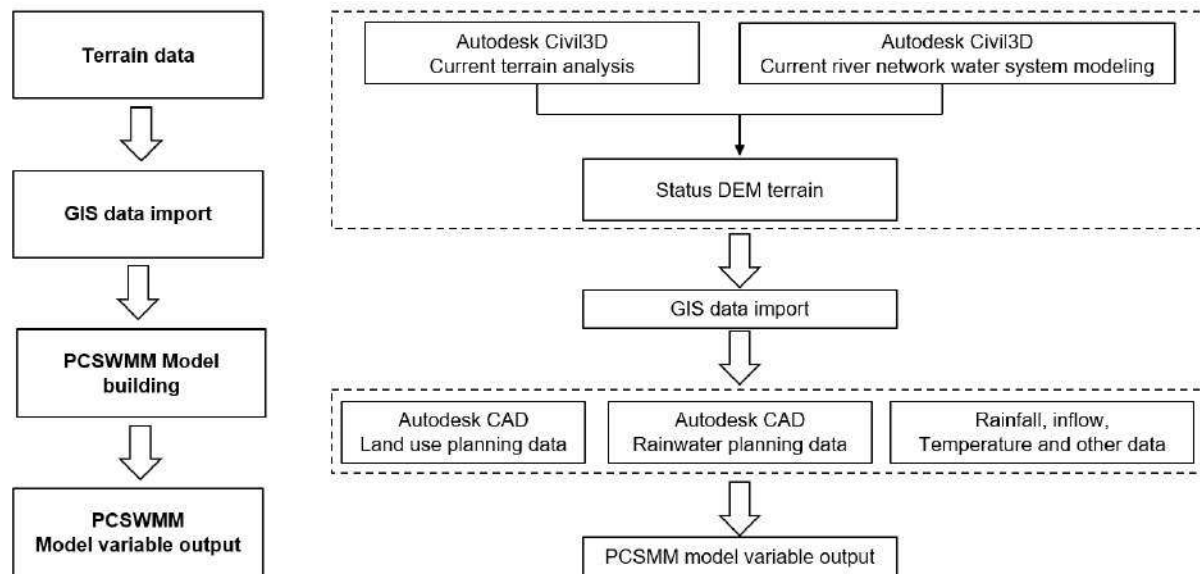 Terrain data
GIS data import
PCSWMM Model
building
PCSWMM
Model variable output
Autodesk Civil3D
Current terrain analysis
Autodesk Civil3D
Current river network water system modeling
Status DEM terrain
GIS data import
Autodesk CAD
Land use planning data
Autodesk CAD
Rainwater planning data
Rainfall, inflow,
Temperature and other data
PCSMM model variable output